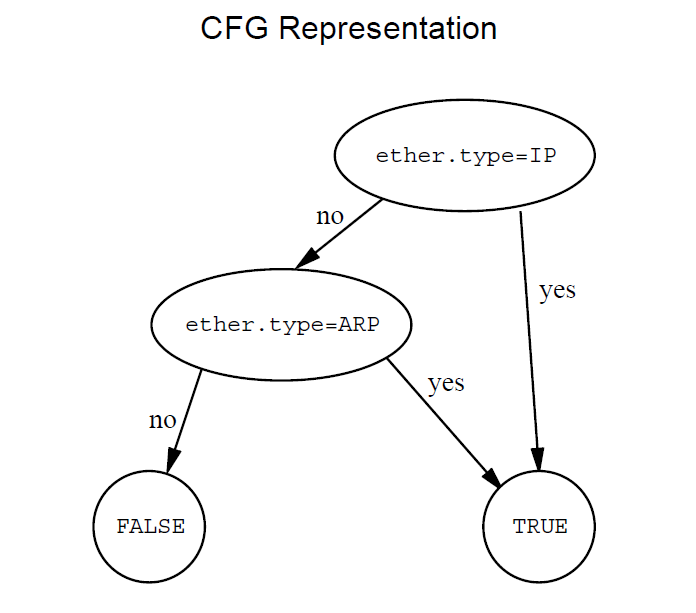 CFG Representation
ether.type=IP
no
yes
ether.type=ARP
yes
no
FALSE
TRUE